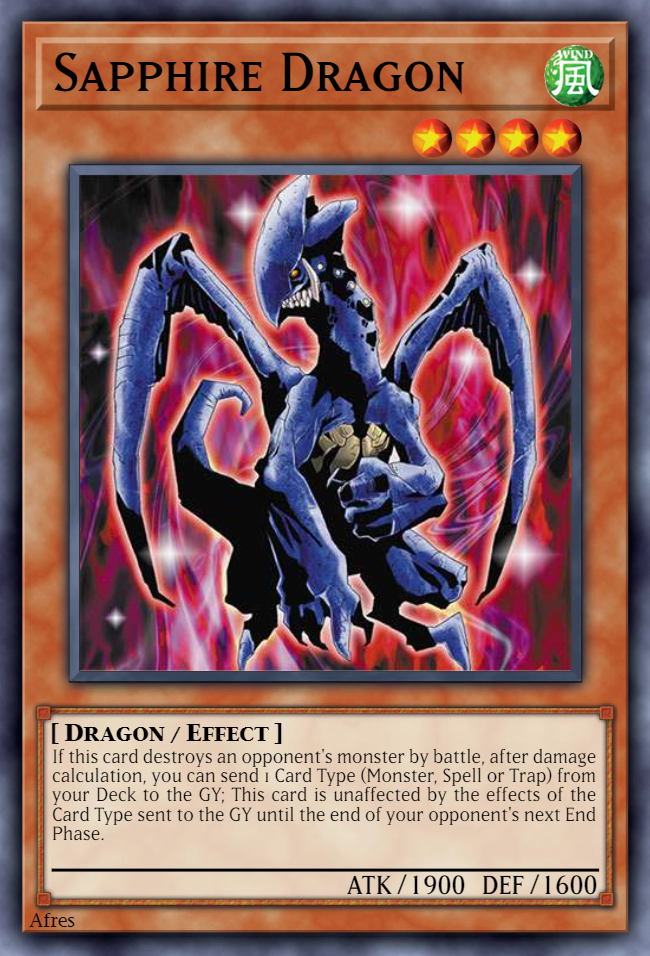 Sapphire Dragon
WIND
風
[ Dragon / Effect ]
If this card destroys an opponent's monster by battle, after damage
calculation, you can send 1 Card Type (Monster, Spell or Trap) from
your Deck to the GY; This card is unaffected by the effects of the
Card Type sent to the GY until the end of your opponent's next End
Phase.
ATK / 1900 DEF / 1600
Afres